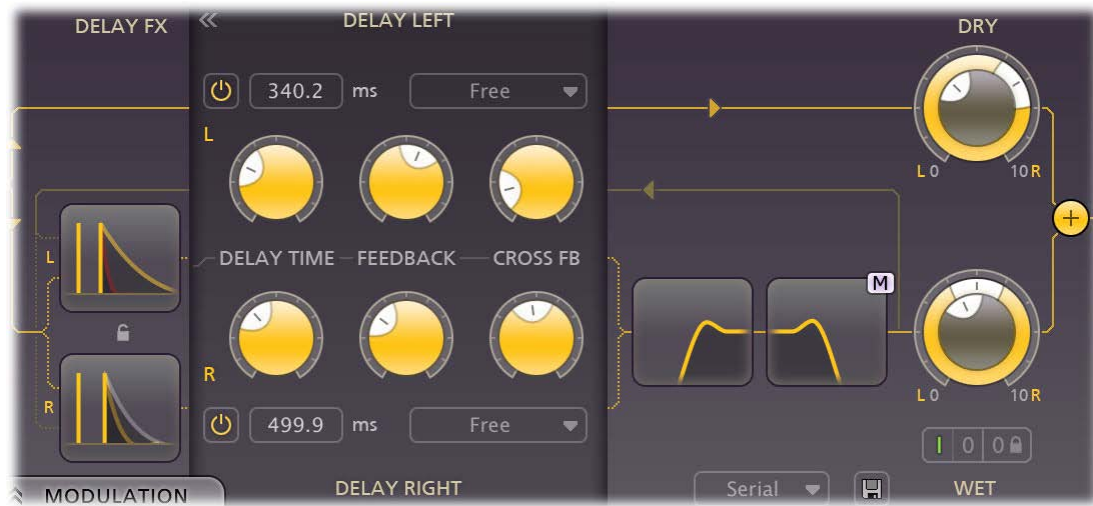 DELAY FX
DELAY LEFT
DRY
340.2 ms Free
L
L 0 10 R
L
DELAY TIME FEEDBACK CROSS FB
M
R
R
L 0 10 R
499.9 ms Free
0 0
MODULATION
DELAY RIGHT
Serial
WET